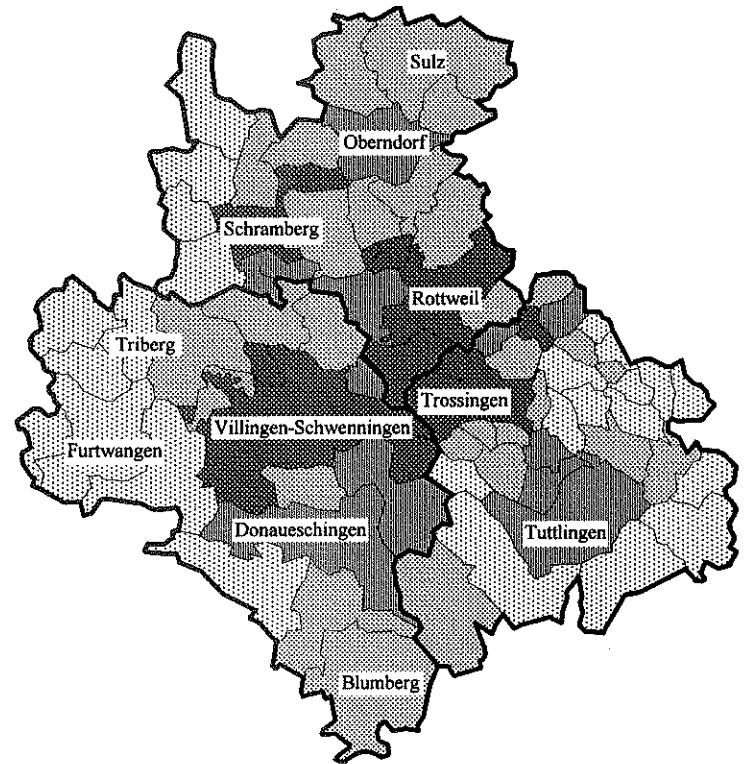 Sulz
Oberndorf
Schramberg
Rottweil
Triberg
Trossingen
Villingen-Schwenningen
Furtwangen
Donaueschingen
Tuttlingen
Blumberg